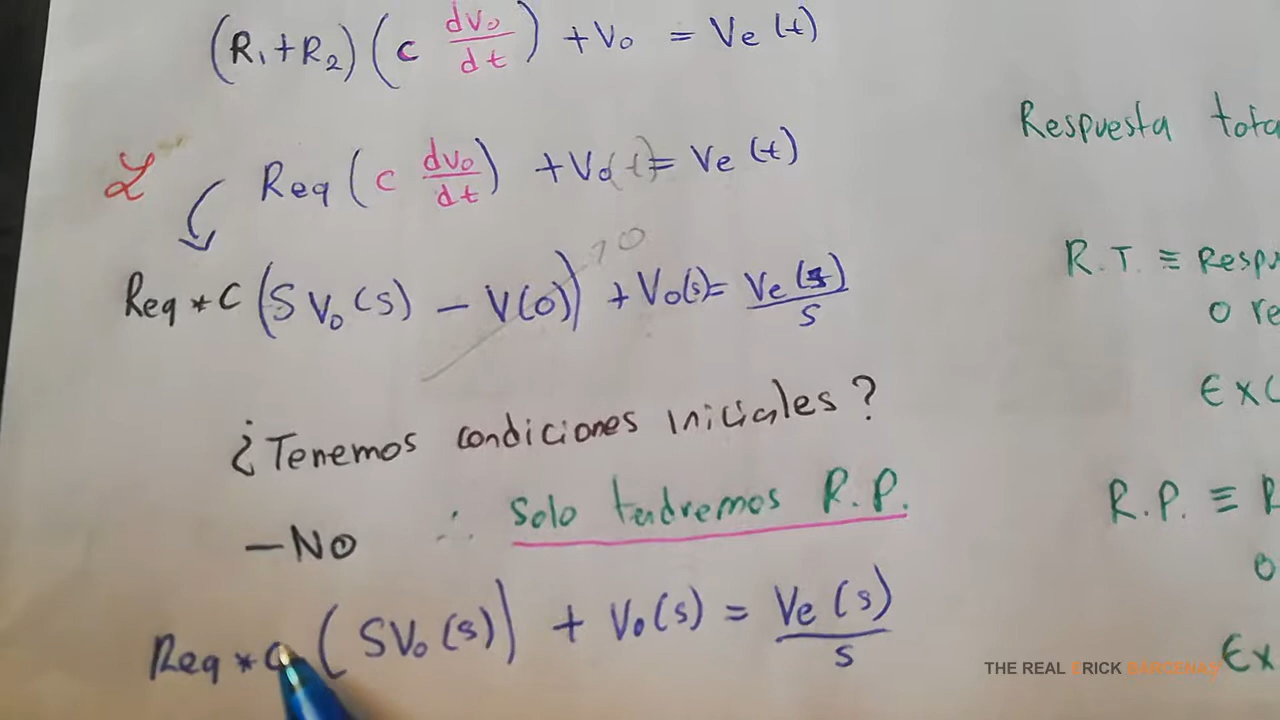 (R₁+R₂)(c dvo/dt) + Vo = Ve (t)
Respuesta tota
ℒ Req (c dvo/dt) + Vo(t) = Ve (t)
R.T. ≡ Respu
o re
Req * C (S Vo (s) - V(o)) + Vo(s) = Ve (s)/s
↗ 0
Exc
¿Tenemos condiciones iniciales?
Solo tndremos R.P.
R.P. ≡ R
-No ∴
o
Req * C (SVo (s)) + Vo (s) = Ve (s)/s
Ex
THE REAL ERICK BARCENAS